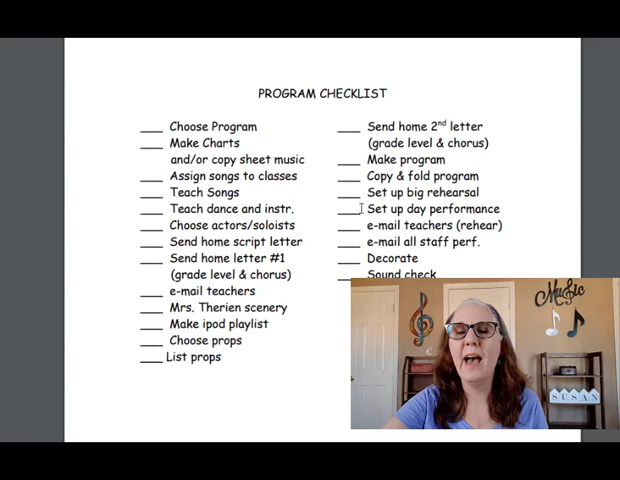 PROGRAM CHECKLIST
___ Choose Program
___ Make Charts
and/or copy sheet music
___ Assign songs to classes
___ Teach Songs
___ Teach dance and instr.
___ Choose actors/soloists
___ Send home script letter
___ Send home letter #1
(grade level & chorus)
___ e-mail teachers
___ Mrs. Therien scenery
___ Make ipod playlist
___ Choose props
___ List props
___ Send home 2nd letter
(grade level & chorus)
___ Make program
___ Copy & fold program
___ Set up big rehearsal
___ Set up day performance
___ e-mail teachers (rehear)
___ e-mail all staff perf.
___ Decorate
___ Sound check
Music
SUSAN